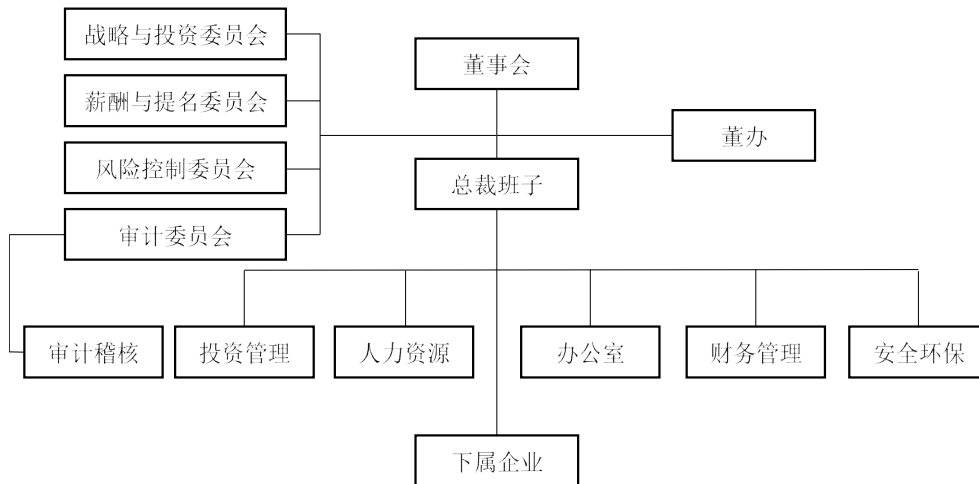 战略与投资委员会
董事会
薪酬与提名委员会
董办
风险控制委员会
总裁班子
审计委员会
审计稽核
投资管理
人力资源
办公室
财务管理
安全环保
下属企业